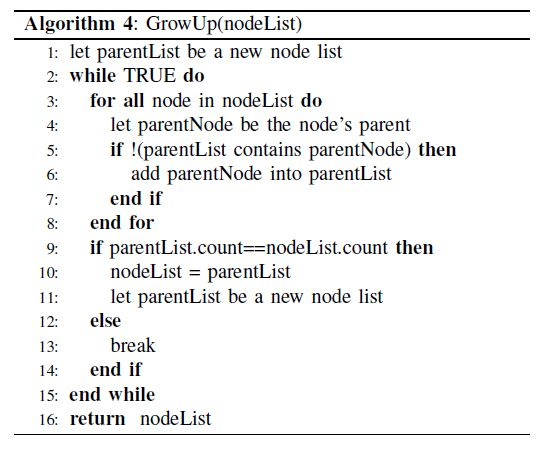 Algorithm 4: GrowUp(nodeList)
1: let parentList be a new node list
2: while TRUE do
3: for all node in nodeList do
4: let parentNode be the node's parent
5: if !(parentList contains parentNode) then
6: add parentNode into parentList
7: end if
8: end for
9: if parentList.count==nodeList.count then
10: nodeList = parentList
11: let parentList be a new node list
12: else
13: break
14: end if
15: end while
16: return nodeList